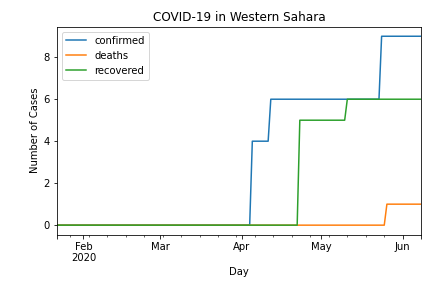 COVID-19 in Western Sahara
confirmed
deaths
recovered
Number of Cases
8
6
4
2
0
Feb
2020
Mar
Apr
May
Jun
Day